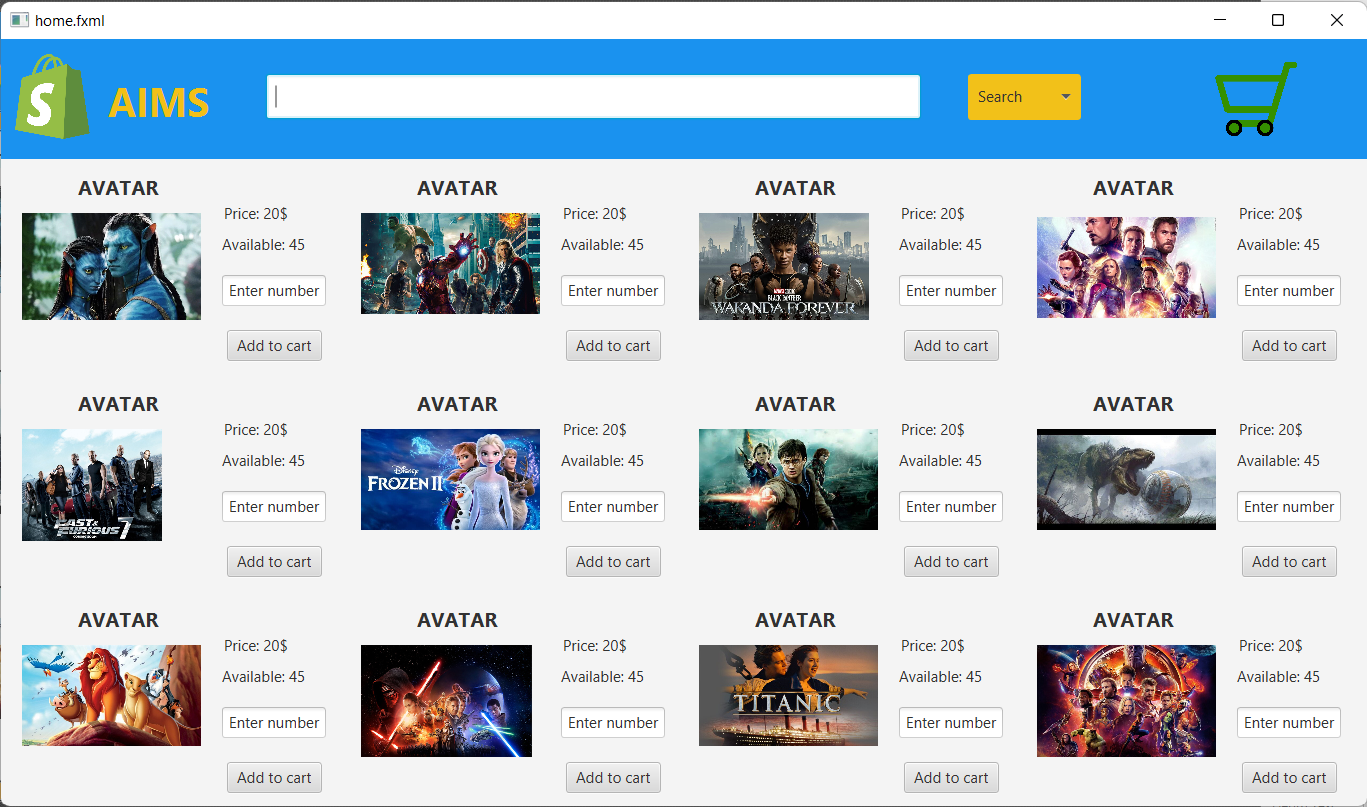 home.fxml
S
AIMS
Search
AVATAR
Price: 20$
Available: 45
Enter number
Add to cart
AVATAR
Price: 20$
Available: 45
Enter number
Add to cart
AVATAR
MARVEL STUDIOS
BLACK PANTHER
WAKANDA FOREVER
Price: 20$
Available: 45
Enter number
Add to cart
AVATAR
Price: 20$
Available: 45
Enter number
Add to cart
AVATAR
FAST &
FURIOUS 7
COMING SOON
Price: 20$
Available: 45
Enter number
Add to cart
AVATAR
Disney
FROZEN II
Price: 20$
Available: 45
Enter number
Add to cart
AVATAR
Price: 20$
Available: 45
Enter number
Add to cart
AVATAR
Price: 20$
Available: 45
Enter number
Add to cart
AVATAR
Price: 20$
Available: 45
Enter number
Add to cart
AVATAR
Price: 20$
Available: 45
Enter number
Add to cart
AVATAR
TITANIC
Price: 20$
Available: 45
Enter number
Add to cart
AVATAR
Price: 20$
Available: 45
Enter number
Add to cart